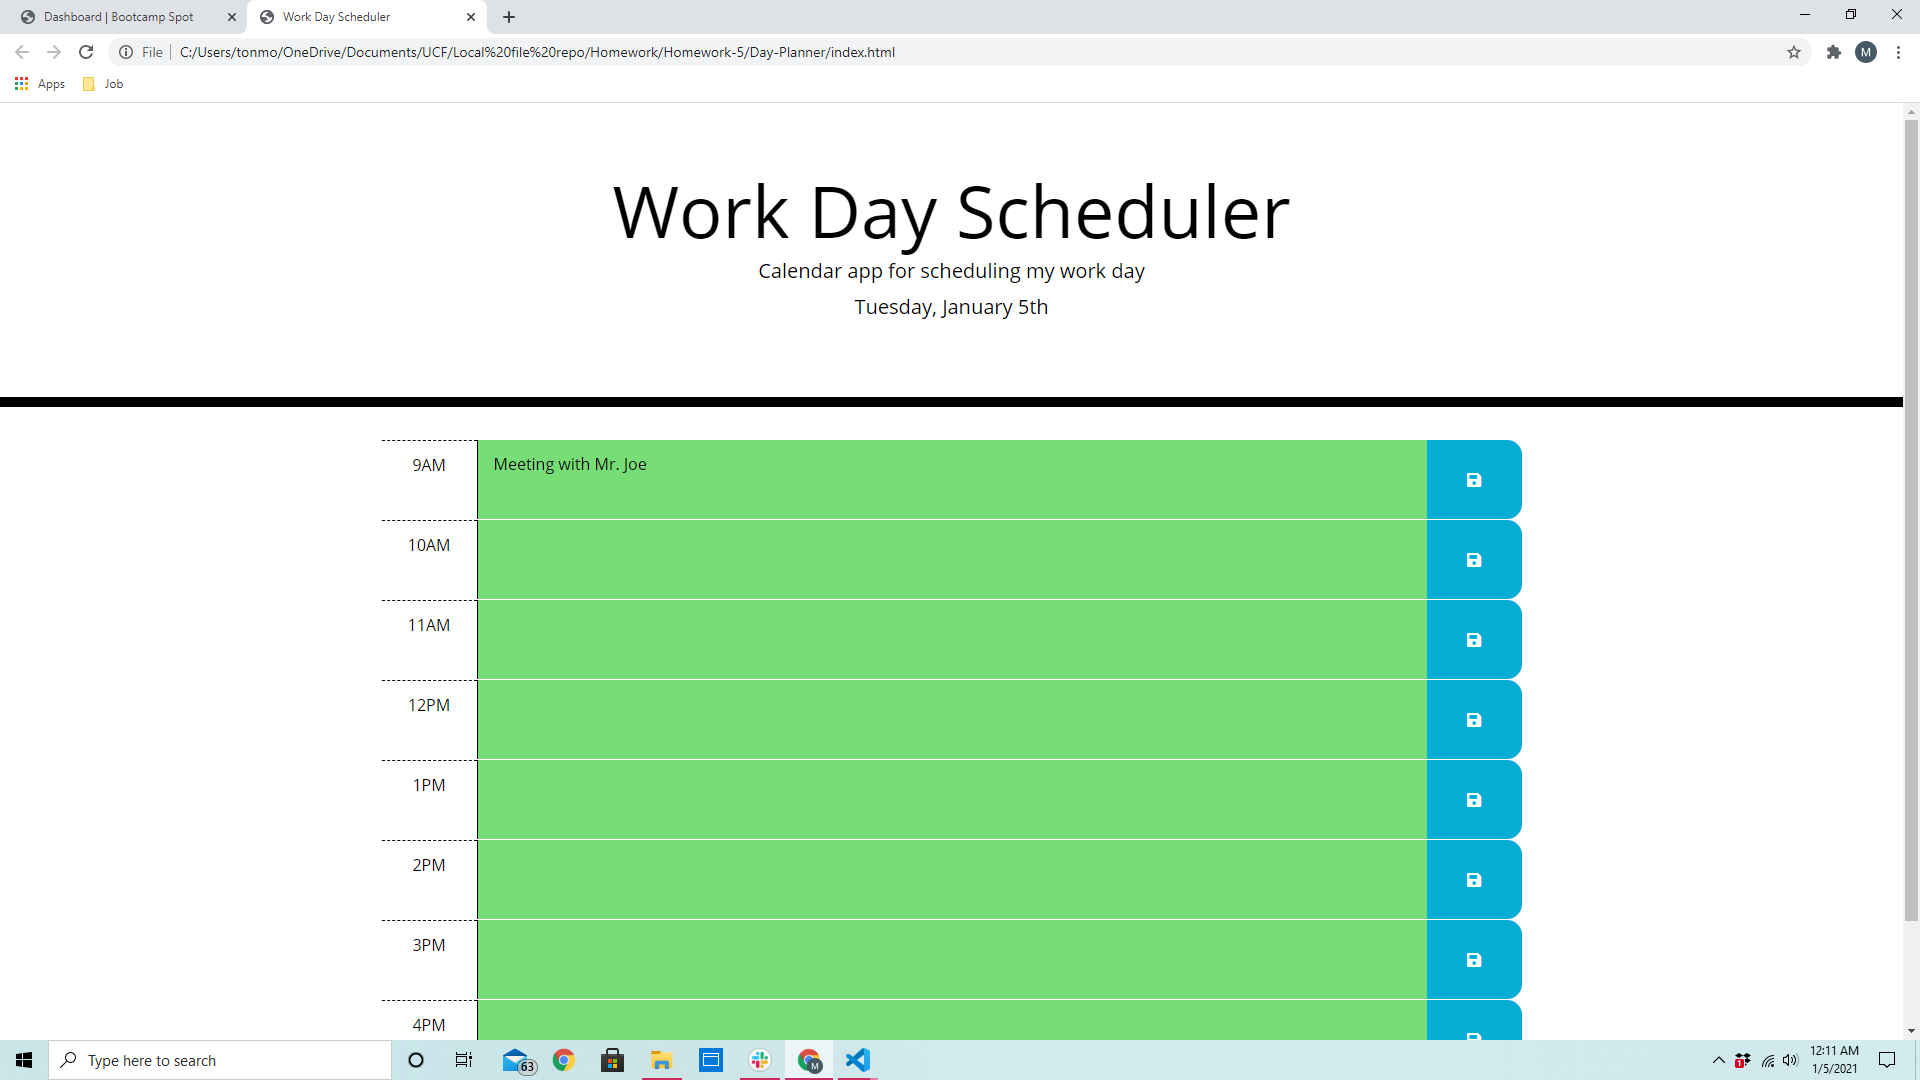 Dashboard | Bootcamp Spot
Work Day Scheduler
File
C:/Users/tonmo/OneDrive/Documents/UCF/Local%20file%20repo/Homework/Homework-5/Day-Planner/index.html
M
Apps
Job
Work Day Scheduler
Calendar app for scheduling my work day
Tuesday, January 5th
9AM
Meeting with Mr. Joe
10AM
11AM
12PM
1PM
2PM
3PM
4PM
Type here to search
63
M
1
12:11 AM
1/5/2021